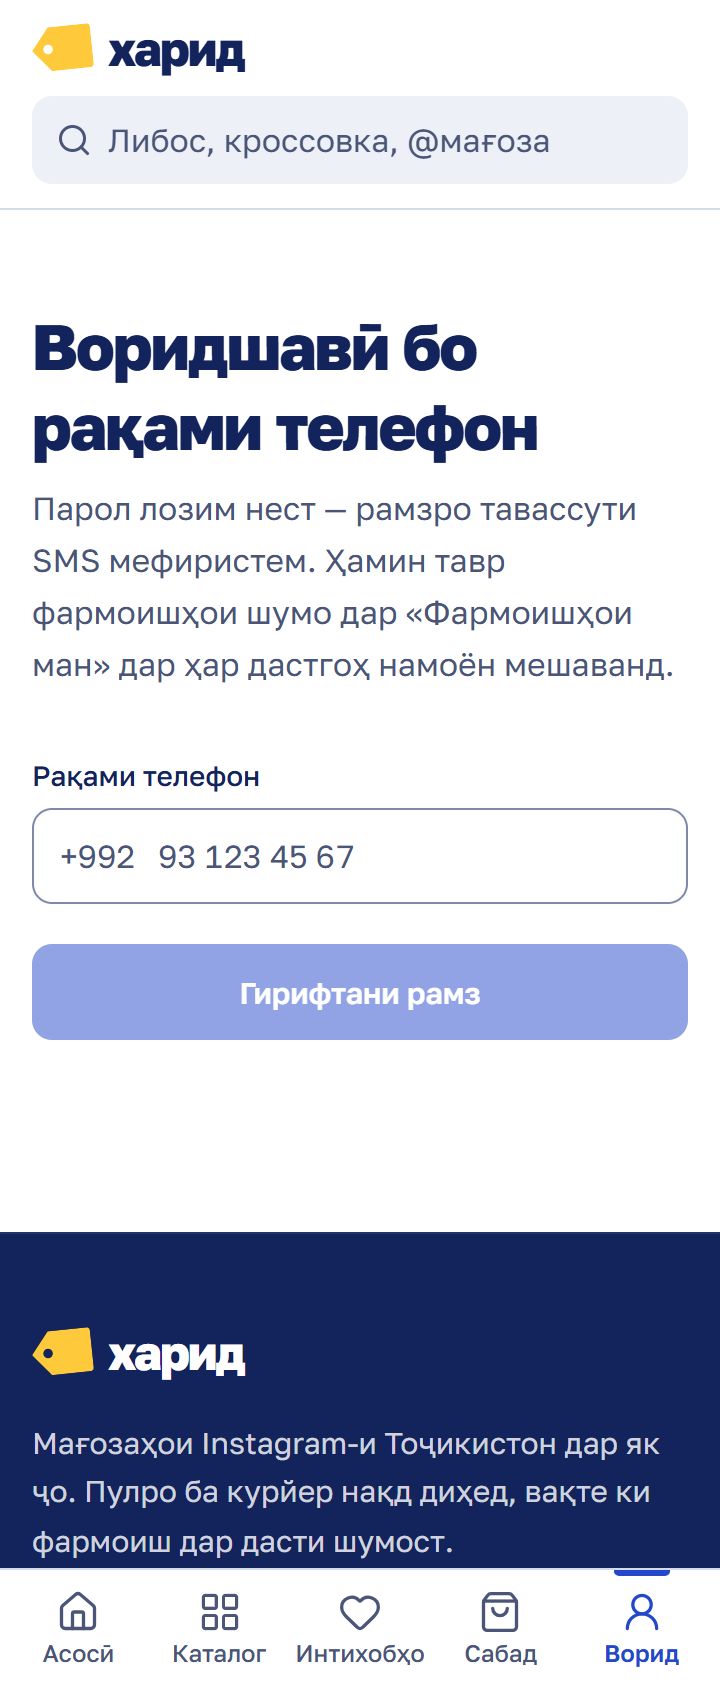 харид
Либос, кроссовка, @мағоза
Воридшавӣ бо
рақами телефон
Парол лозим нест — рамзро тавассути
SMS мефиристем. Ҳамин тавр
фармоишҳои шумо дар «Фармоишҳои
ман» дар ҳар дастгоҳ намоён мешаванд.
Рақами телефон
+992 93 123 45 67
Гирифтани рамз
харид
Мағозаҳои Instagram-и Тоҷикистон дар як
ҷо. Пулро ба курйер нақд диҳед, вақте ки
фармоиш дар дасти шумост.
Асосӣ Каталог Интихобҳо Сабад Ворид